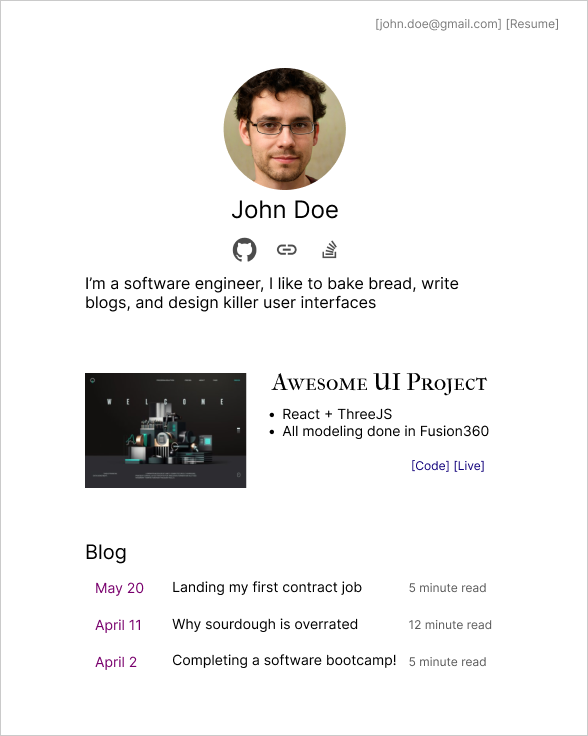 [john.doe@gmail.com] [Resume]
John Doe
I’m a software engineer, I like to bake bread, write
blogs, and design killer user interfaces
W E L C O M E
Awesome UI Project
• React + ThreeJS
• All modeling done in Fusion360
[Code] [Live]
Blog
May 20 Landing my first contract job 5 minute read
April 11 Why sourdough is overrated 12 minute read
April 2 Completing a software bootcamp! 5 minute read